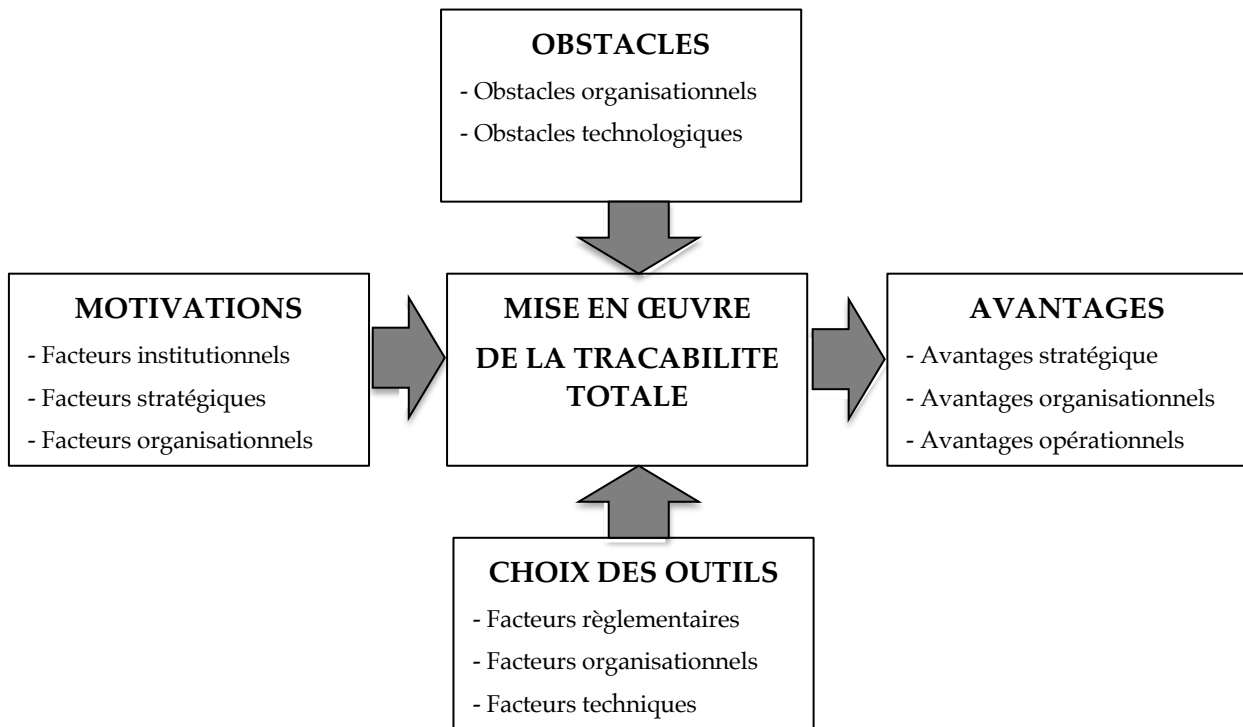 OBSTACLES
- Obstacles organisationnels
- Obstacles technologiques
MOTIVATIONS
- Facteurs institutionnels
- Facteurs stratégiques
- Facteurs organisationnels
MISE EN ŒUVRE
DE LA TRACABILITE
TOTALE
AVANTAGES
- Avantages stratégique
- Avantages organisationnels
- Avantages opérationnels
CHOIX DES OUTILS
- Facteurs règlementaires
- Facteurs organisationnels
- Facteurs techniques